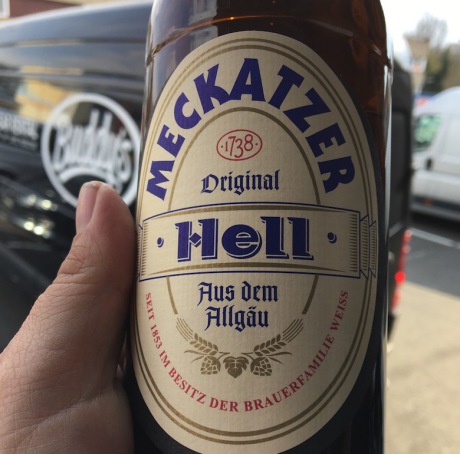 Buddy's
MECKATZER
·1738·
Original
· Hell ·
Aus dem
Allgäu
SEIT 1853 IM BESITZ DER BRAUERFAMILIE WEISS